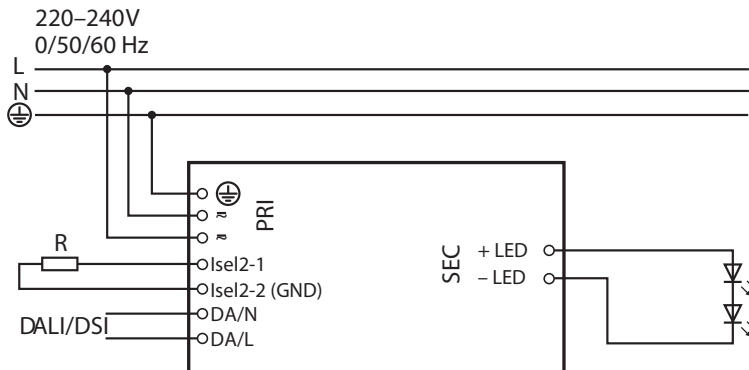 220–240V
0/50/60 Hz
L
N
PRI
≂
≂
R
Isel2-1
Isel2-2 (GND)
DALI/DSI
DA/N
DA/L
SEC
+ LED
– LED